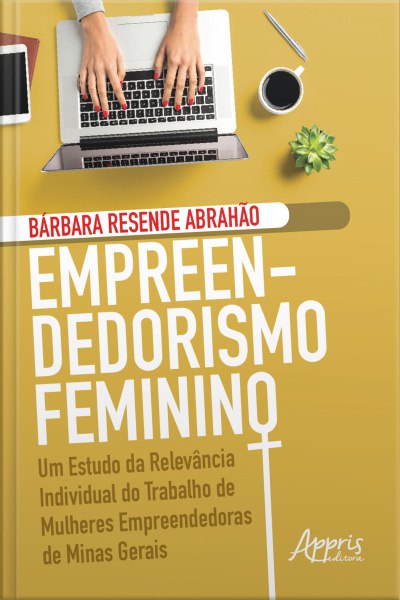 BÁRBARA RESENDE ABRAHÃO
EMPREEN-
DEDORISMO
FEMININO
Um Estudo da Relevância
Individual do Trabalho de
Mulheres Empreendedoras
de Minas Gerais
Appris
editora